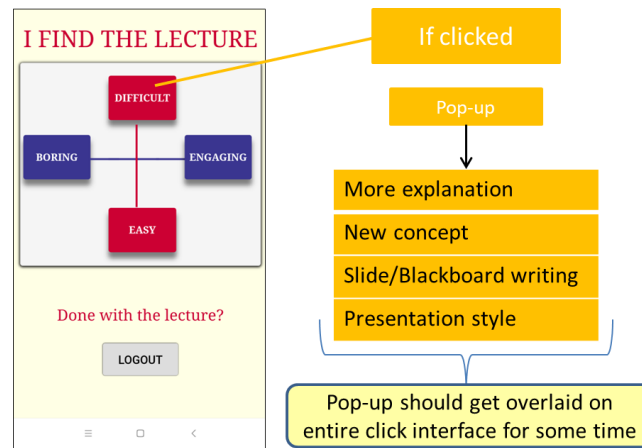 I FIND THE LECTURE
DIFFICULT
BORING
ENGAGING
EASY
Done with the lecture?
LOGOUT
If clicked
Pop-up
More explanation
New concept
Slide/Blackboard writing
Presentation style
Pop-up should get overlaid on
entire click interface for some time